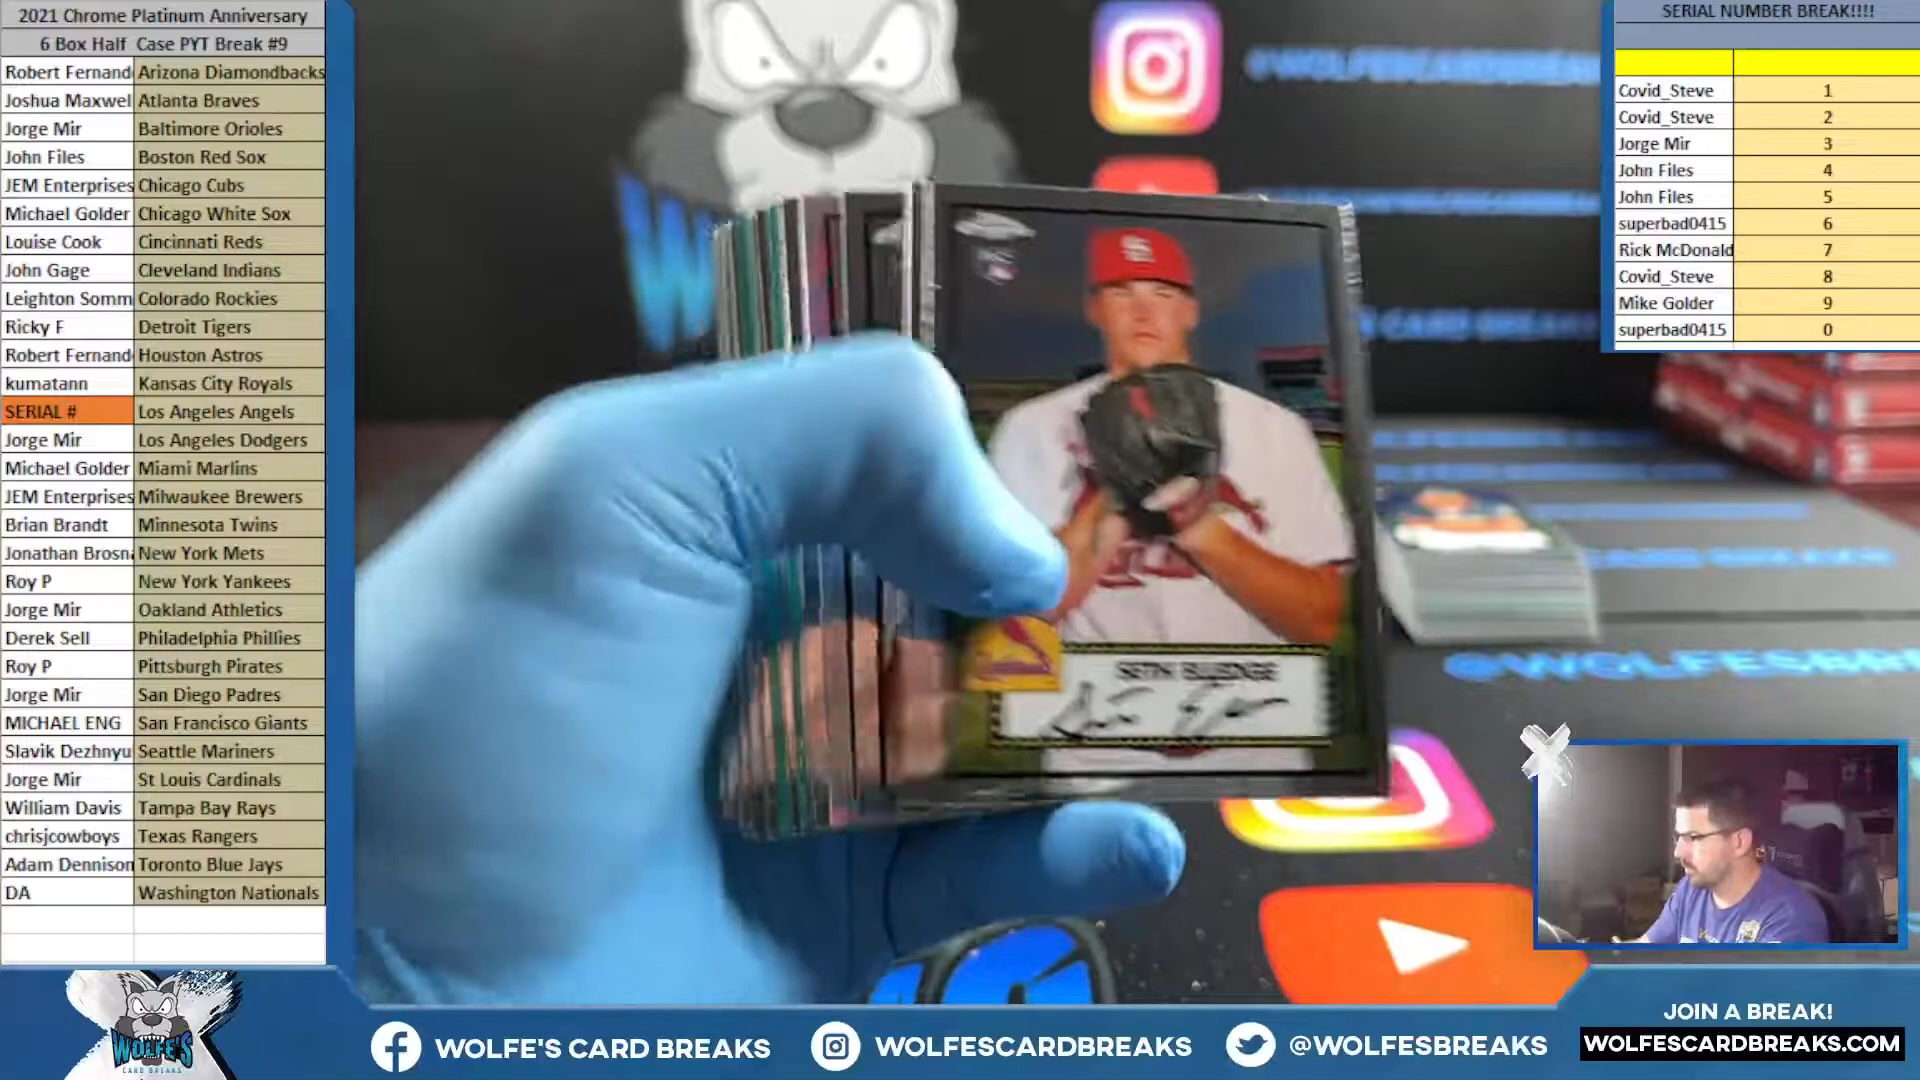 2021 Chrome Platinum Anniversary
6 Box Half Case PYT Break #9
Robert Fernand Arizona Diamondbacks
Joshua Maxwel Atlanta Braves
Jorge Mir Baltimore Orioles
John Files Boston Red Sox
JEM Enterprises Chicago Cubs
Michael Golder Chicago White Sox
Louise Cook Cincinnati Reds
John Gage Cleveland Indians
Leighton Somm Colorado Rockies
Ricky F Detroit Tigers
Robert Fernand Houston Astros
kumatann Kansas City Royals
SERIAL # Los Angeles Angels
Jorge Mir Los Angeles Dodgers
Michael Golder Miami Marlins
JEM Enterprises Milwaukee Brewers
Brian Brandt Minnesota Twins
Jonathan Brosna New York Mets
Roy P New York Yankees
Jorge Mir Oakland Athletics
Derek Sell Philadelphia Phillies
Roy P Pittsburgh Pirates
Jorge Mir San Diego Padres
MICHAEL ENG San Francisco Giants
Slavik Dezhnyu Seattle Mariners
Jorge Mir St Louis Cardinals
William Davis Tampa Bay Rays
chrisjcowboys Texas Rangers
Adam Dennison Toronto Blue Jays
DA Washington Nationals
SERIAL NUMBER BREAK!!!!
Covid_Steve 1
Covid_Steve 2
Jorge Mir 3
John Files 4
John Files 5
superbad0415 6
Rick McDonald 7
Covid_Steve 8
Mike Golder 9
superbad0415 0
@WOLFESCARDBREAKS
SETH ELLEDGE
WOLFE'S
CARD BREAKS
WOLFE'S CARD BREAKS
WOLFESCARDBREAKS
@WOLFESBREAKS
JOIN A BREAK!
WOLFESCARDBREAKS.COM